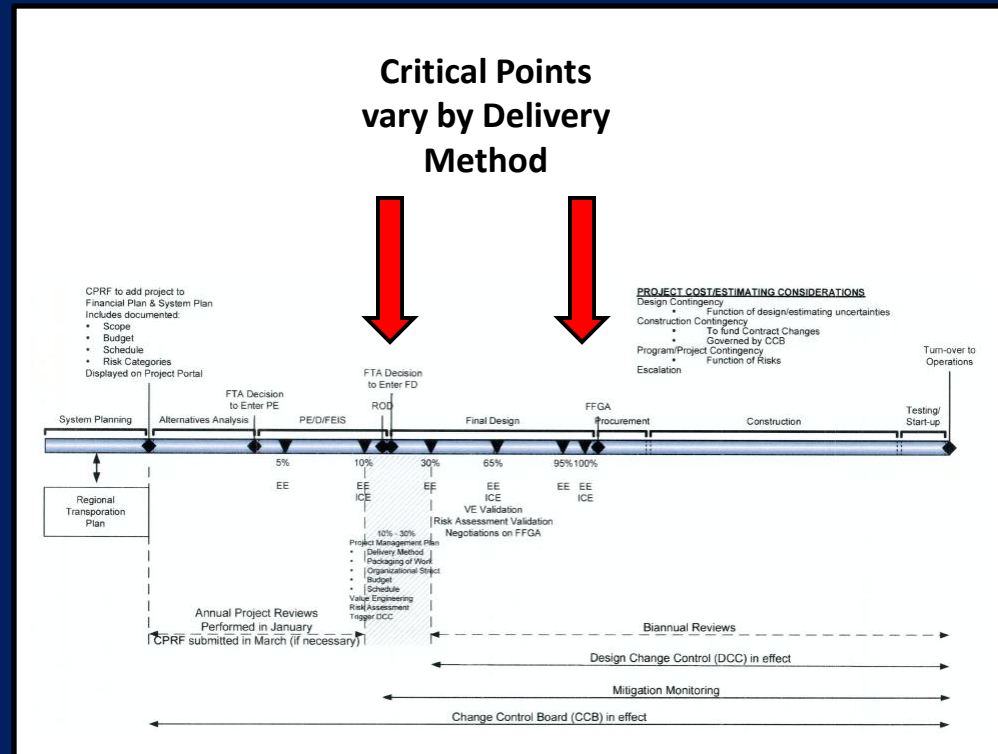 Critical Points
vary by Delivery
Method
CPRF to add project to
Financial Plan & System Plan
Includes documented:
• Scope
• Budget
• Schedule
• Risk Categories
Displayed on Project Portal
PROJECT COST/ESTIMATING CONSIDERATIONS
Design Contingency
• Function of design/estimating uncertainties
Construction Contingency
• To fund Contract Changes
• Governed by CCB
Program/Project Contingency
• Function of Risks
Escalation
Turn-over to
Operations
FTA Decision
to Enter FD
FTA Decision
to Enter PE
ROD
FFGA
System Planning
Alternatives Analysis
PE/D/FEIS
Final Design
Procurement
Construction
Testing/
Start-up
5%
10%
30%
65%
95%
100%
EE
EE
ICE
EE
EE
ICE
VE Validation
Risk Assessment Validation
Negotiations on FFGA
EE
EE
ICE
Regional
Transporation
Plan
10% - 30%
Project Management Plan
• Delivery Method
• Packaging of Work
• Organizational Struct
• Budget
• Schedule
Value Engineering
Risk Assessment
Trigger DCC
Annual Project Reviews
Performed in January
CPRF submitted in March (if necessary)
Biannual Reviews
Design Change Control (DCC) in effect
Mitigation Monitoring
Change Control Board (CCB) in effect